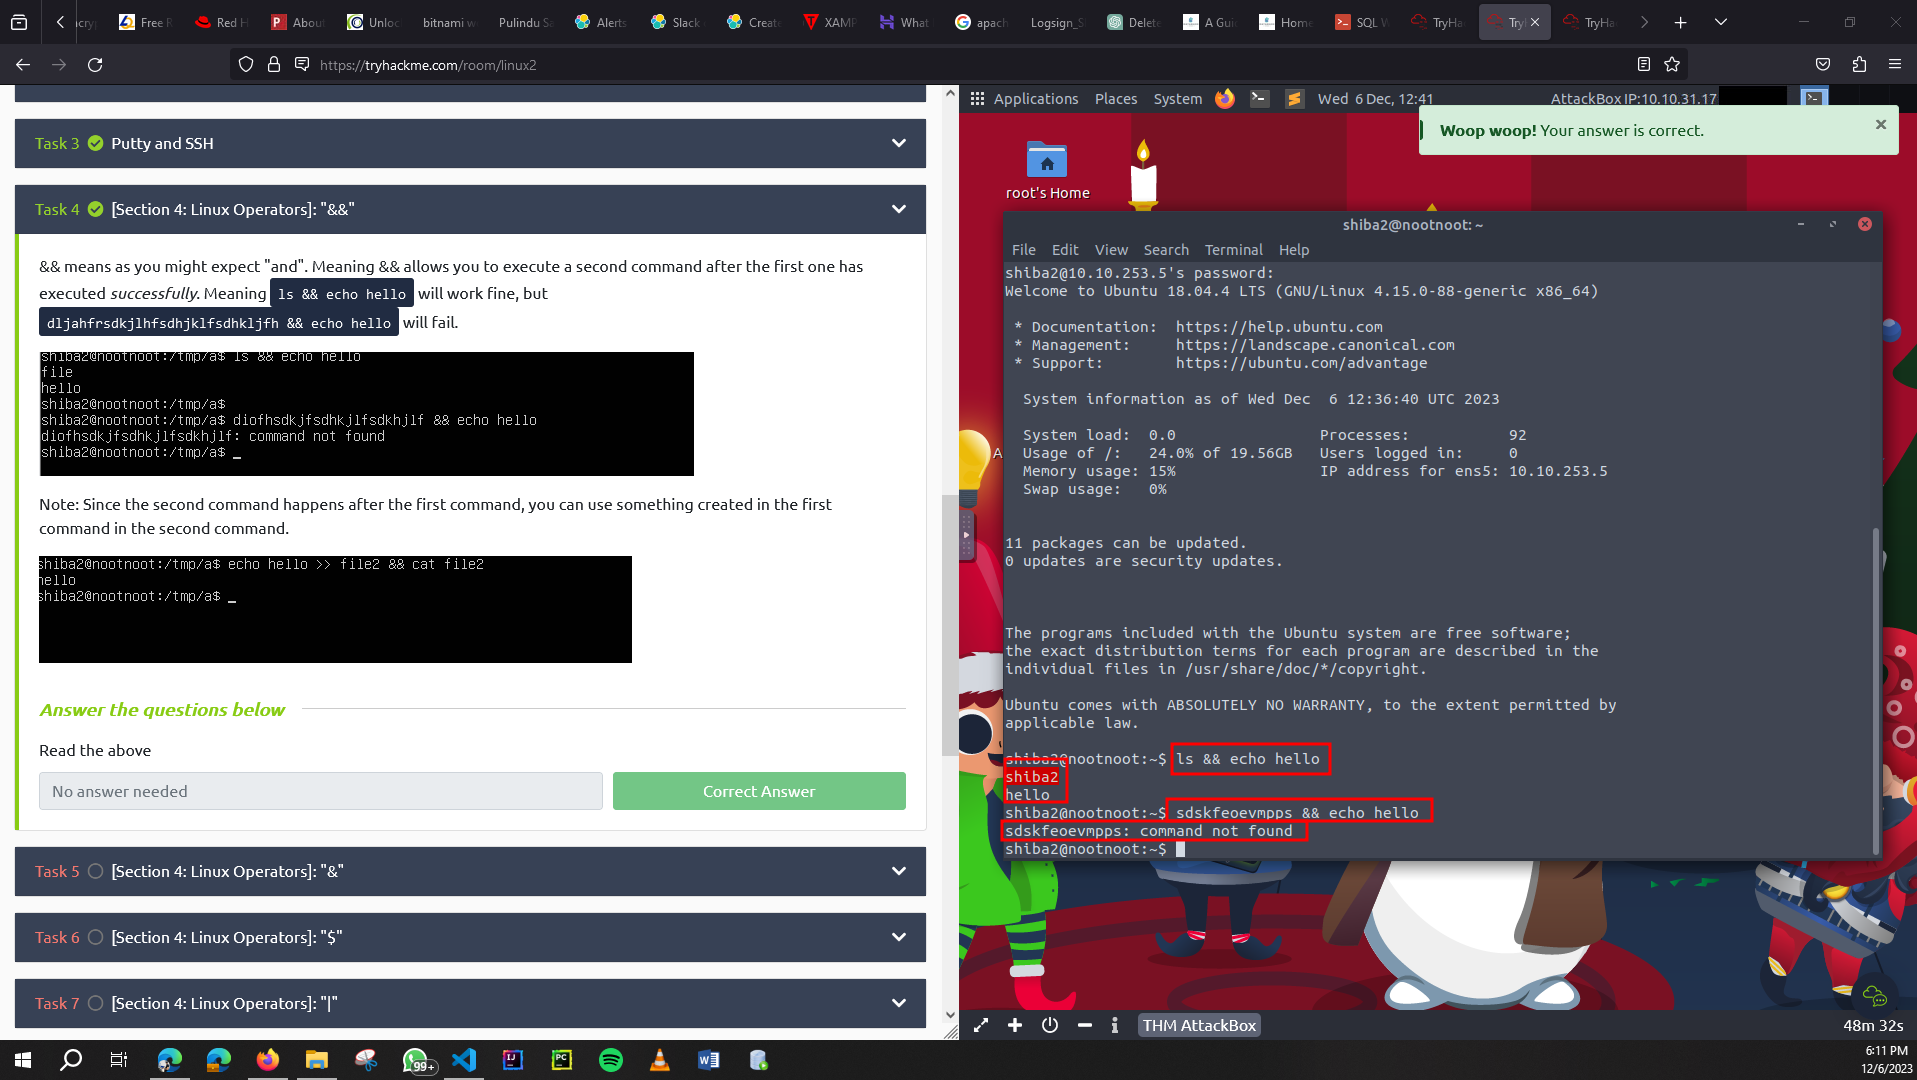 Free R
Red H
About
Unloc
bitnami w
Pulindu Sa
Alerts
Slack
Create
XAMP
What
apach
Logsign_S
Delete
A Gui
Home
SQL W
TryHa
Try
TryHa
https://tryhackme.com/room/linux2
Applications
Places
System
Wed 6 Dec, 12:41
AttackBox IP:10.10.31.17
Woop woop! Your answer is correct.
Task 3
Putty and SSH
Task 4
[Section 4: Linux Operators]: "&&"
&& means as you might expect "and". Meaning && allows you to execute a second command after the first one has
executed successfully. Meaning ls && echo hello will work fine, but
dljahfrsdkjlhfsdhjklfsdhkljfh && echo hello will fail.
shiba2@nootnoot:/tmp/a$ ls && echo hello
file
hello
shiba2@nootnoot:/tmp/a$
shiba2@nootnoot:/tmp/a$ diofhsdkjfsdhkjlfsdkhjlf && echo hello
diofhsdkjfsdhkjlfsdkhjlf: command not found
shiba2@nootnoot:/tmp/a$ _
Note: Since the second command happens after the first command, you can use something created in the first
command in the second command.
shiba2@nootnoot:/tmp/a$ echo hello >> file2 && cat file2
hello
shiba2@nootnoot:/tmp/a$ _
Answer the questions below
Read the above
No answer needed
Correct Answer
Task 5
[Section 4: Linux Operators]: "&"
Task 6
[Section 4: Linux Operators]: "$"
Task 7
[Section 4: Linux Operators]: "|"
root's Home
A
shiba2@nootnoot: ~
File Edit View Search Terminal Help
shiba2@10.10.253.5's password:
Welcome to Ubuntu 18.04.4 LTS (GNU/Linux 4.15.0-88-generic x86_64)
* Documentation: https://help.ubuntu.com
* Management: https://landscape.canonical.com
* Support: https://ubuntu.com/advantage
System information as of Wed Dec 6 12:36:40 UTC 2023
System load: 0.0 Processes: 92
Usage of /: 24.0% of 19.56GB Users logged in: 0
Memory usage: 15% IP address for ens5: 10.10.253.5
Swap usage: 0%
11 packages can be updated.
0 updates are security updates.
The programs included with the Ubuntu system are free software;
the exact distribution terms for each program are described in the
individual files in /usr/share/doc/*/copyright.
Ubuntu comes with ABSOLUTELY NO WARRANTY, to the extent permitted by
applicable law.
shiba2@nootnoot:~$ ls && echo hello
shiba2
hello
shiba2@nootnoot:~$ sdskfeoevmpps && echo hello
sdskfeoevmpps: command not found
shiba2@nootnoot:~$
THM AttackBox
48m 32s
99+
6:11 PM
12/6/2023